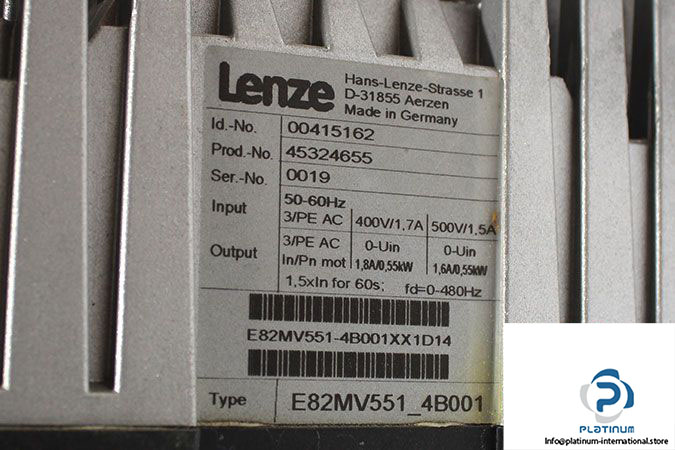 Lenze
Hans-Lenze-Strasse 1
D-31855 Aerzen
Made in Germany
Id.-No. 00415162
Prod.-No. 45324655
Ser.-No. 0019
Input 50-60Hz
3/PE AC 400V/1,7A 500V/1,5A
Output 3/PE AC 0-Uin 0-Uin
In/Pn mot 1,8A/0,55kW 1,6A/0,55kW
1,5xIn for 60s; fd=0-480Hz
E82MV551-4B001XX1D14
Type E82MV551_4B001
PLATINUM
Info@platinum-international.store